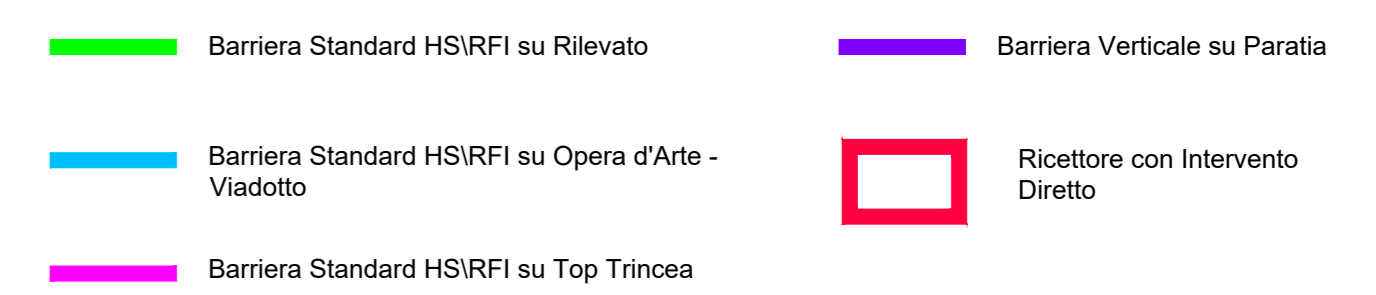 Barriera Standard HS\RFI su Rilevato
Barriera Standard HS\RFI su Opera d'Arte -
Viadotto
Barriera Standard HS\RFI su Top Trincea
Barriera Verticale su Paratia
Ricettore con Intervento
Diretto